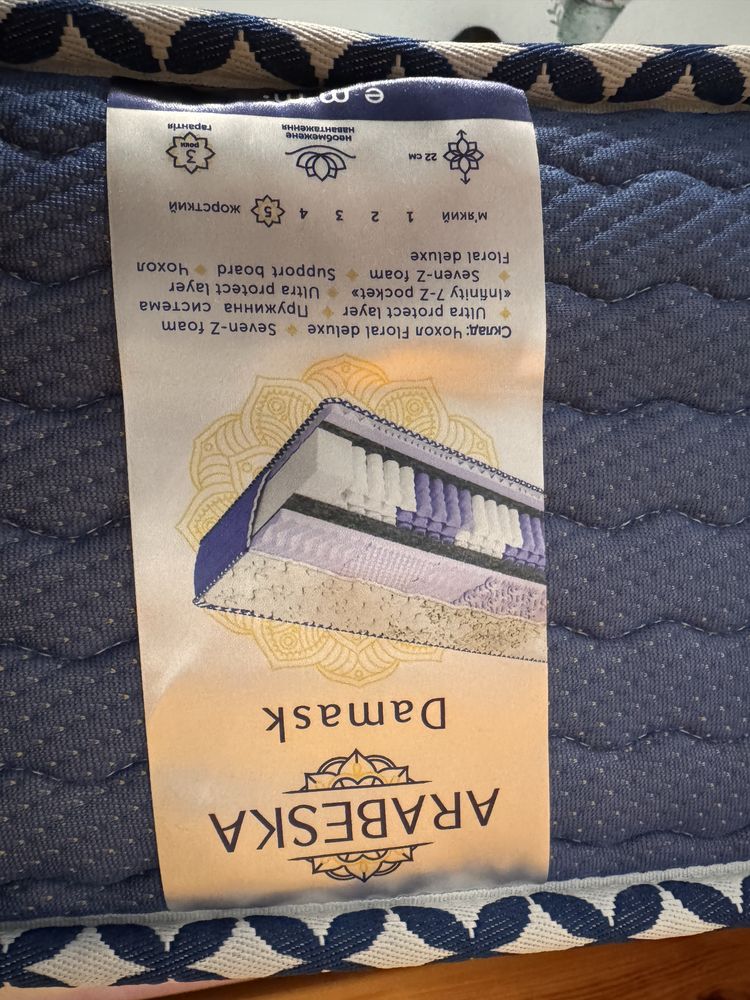 ARABESKA
Damask
Склад: Чохол Floral deluxe Seven-Z foam
Ultra protect layer Пружинна система
«Infinity 7-Z pocket» Ultra protect layer
Seven-Z foam Support board Чохол
Floral deluxe
м'який 1 2 3 4 5 жорсткий
22 см
необмежене
навантаження
3
роки
гарантія